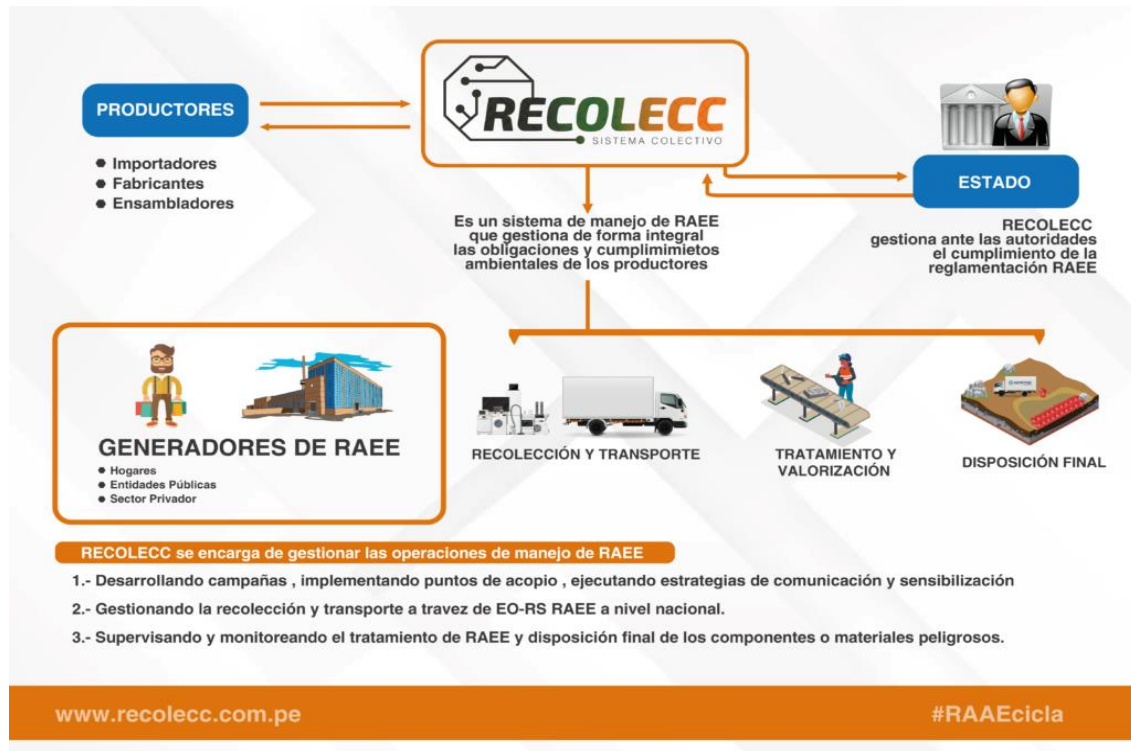 PRODUCTORES
Importadores
Fabricantes
Ensambladores
RECOLECC
SISTEMA COLECTIVO
ESTADO
RECOLECC
gestiona ante las autoridades
el cumplimiento de la
reglamentación RAEE
Es un sistema de manejo de RAEE
que gestiona de forma integral
las obligaciones y cumplimimietos
ambientales de los productores
GENERADORES DE RAEE
Hogares
Entidades Públicas
Sector Privador
RECOLECCIÓN Y TRANSPORTE
TRATAMIENTO Y
VALORIZACIÓN
DISPOSICIÓN FINAL
RECOLECC se encarga de gestionar las operaciones de manejo de RAEE
1.- Desarrollando campañas , implementando puntos de acopio , ejecutando estrategias de comunicación y sensibilización
2.- Gestionando la recolección y transporte a travez de EO-RS RAEE a nivel nacional.
3.- Supervisando y monitoreando el tratamiento de RAEE y disposición final de los componentes o materiales peligrosos.
www.recolecc.com.pe
#RAAEcicla